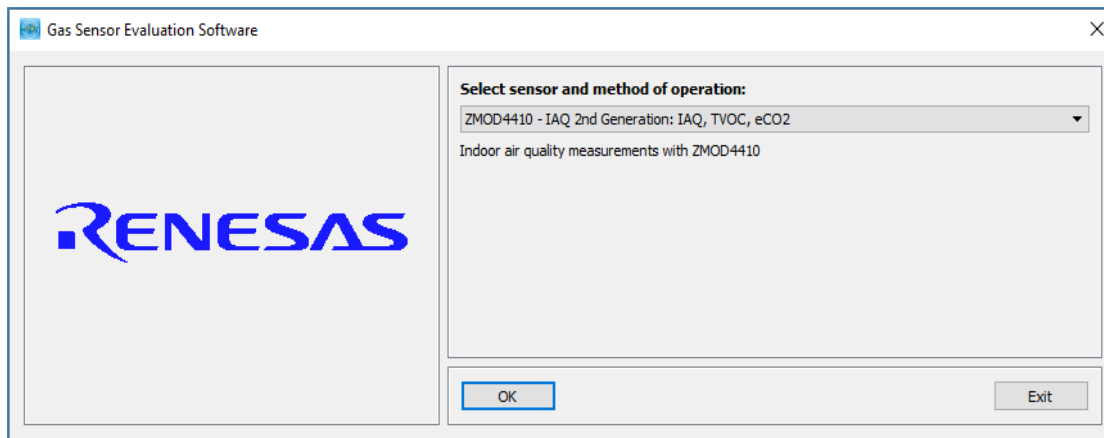 Gas Sensor Evaluation Software
RENESAS
Select sensor and method of operation:
ZMOD4410 - IAQ 2nd Generation: IAQ, TVOC, eCO2
Indoor air quality measurements with ZMOD4410
OK
Exit